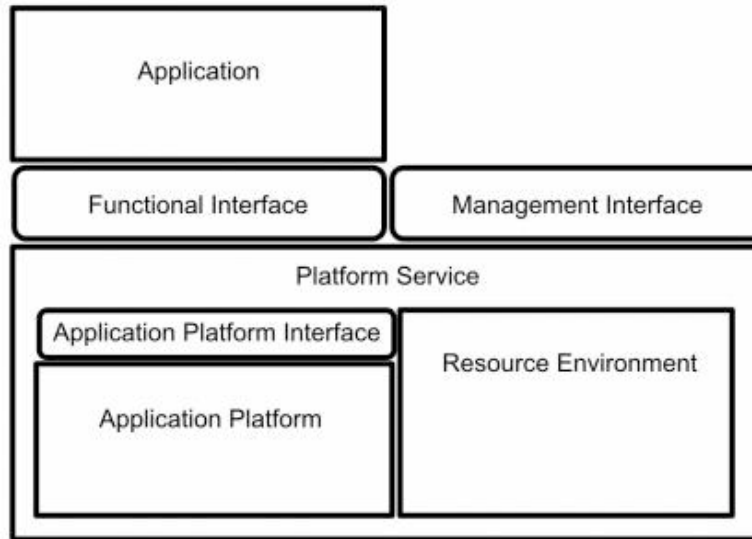 Application
Functional Interface
Management Interface
Platform Service
Application Platform Interface
Resource Environment
Application Platform